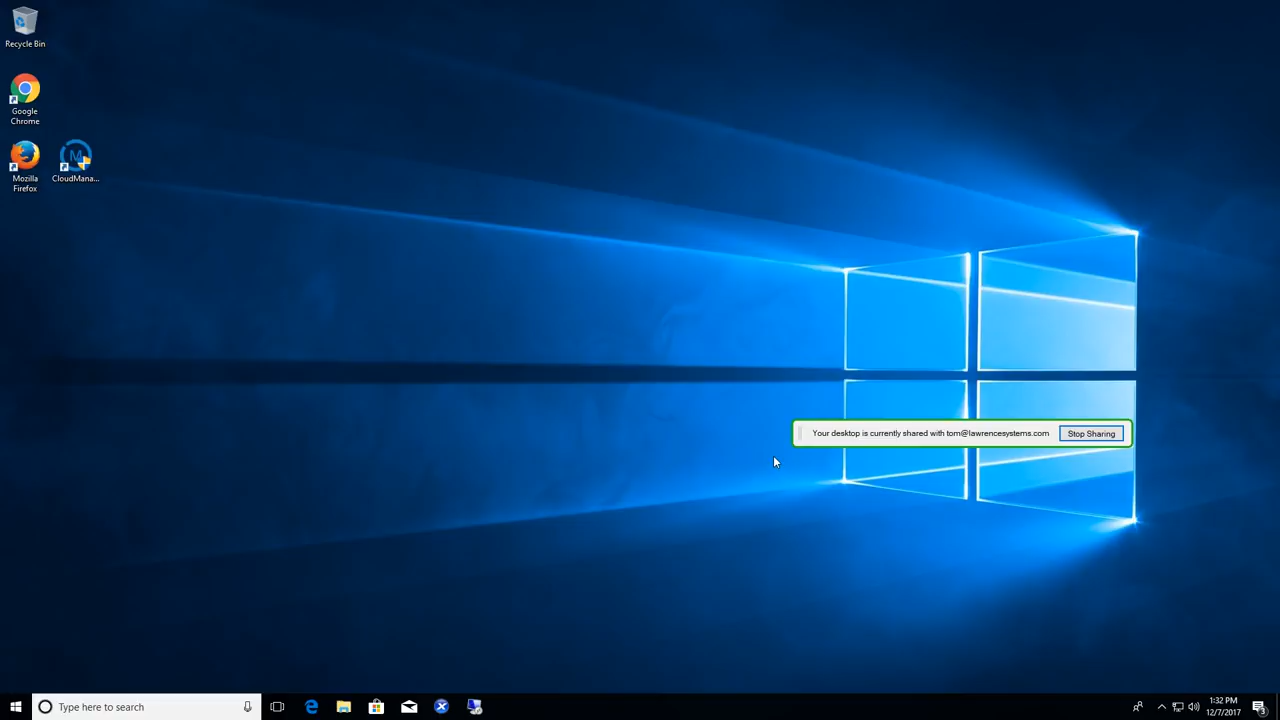 Recycle Bin
Google
Chrome
Mozilla
Firefox
CloudMana...
M
Your desktop is currently shared with tom@lawrencesystems.com
Stop Sharing
Type here to search
1:32 PM
12/7/2017
3